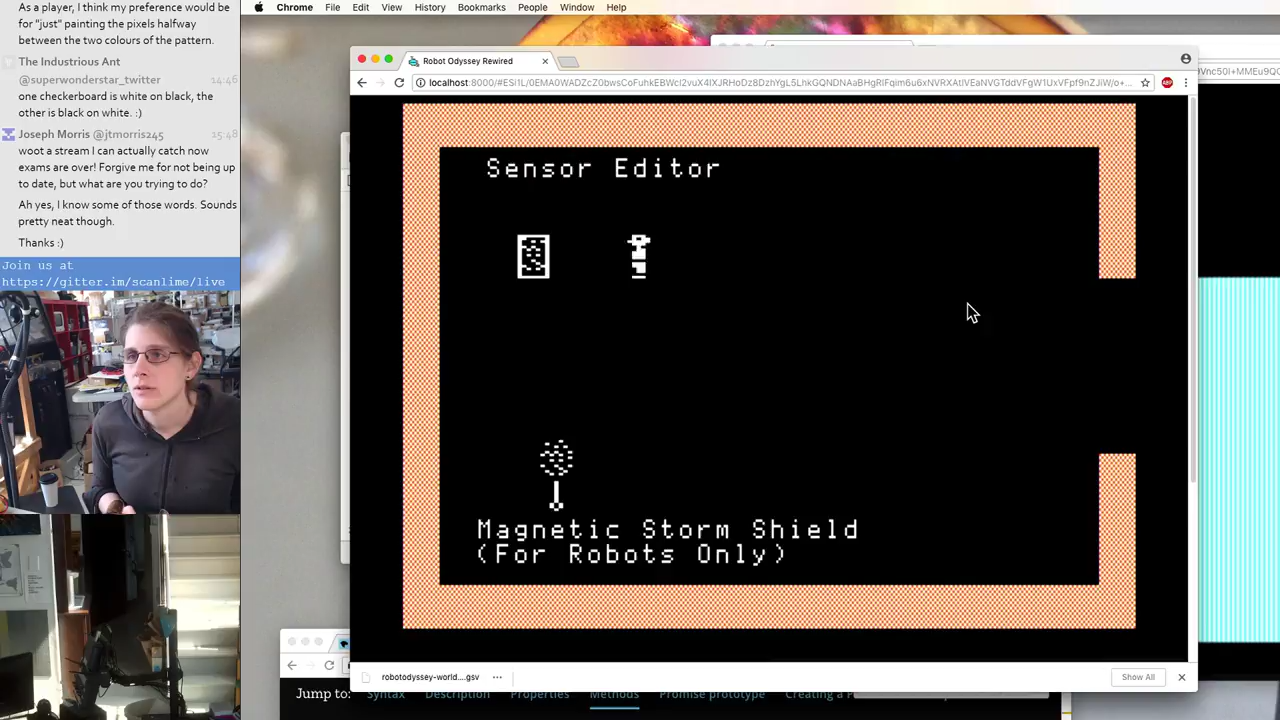 As a player, I think my preference would be
for "just" painting the pixels halfway
between the two colours of the pattern.
The Industrious Ant
@superwonderstar_twitter 14:46
one checkerboard is white on black, the
other is black on white. :)
Joseph Morris @jtmorris245 15:48
woot a stream I can actually catch now
exams are over! Forgive me for not being up
to date, but what are you trying to do?
Ah yes, I know some of those words. Sounds
pretty neat though.
Thanks :)
Join us at
https://gitter.im/scanlime/live
Chrome File Edit View History Bookmarks People Window Help
Robot Odyssey Rewired
Sensor Editor
Magnetic Storm Shield
(For Robots Only)
robotodyssey-world....gsv
Show All
Jump to: Syntax Description Properties Methods Promise prototype